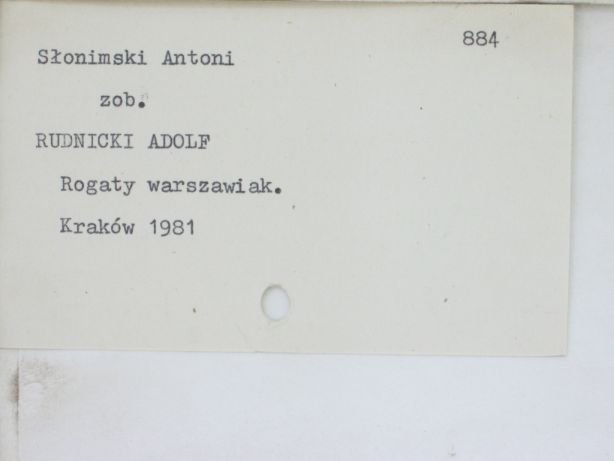 884
Słonimski Antoni
zob.
RUDNICKI ADOLF
Rogaty warszawiak.
Kraków 1981